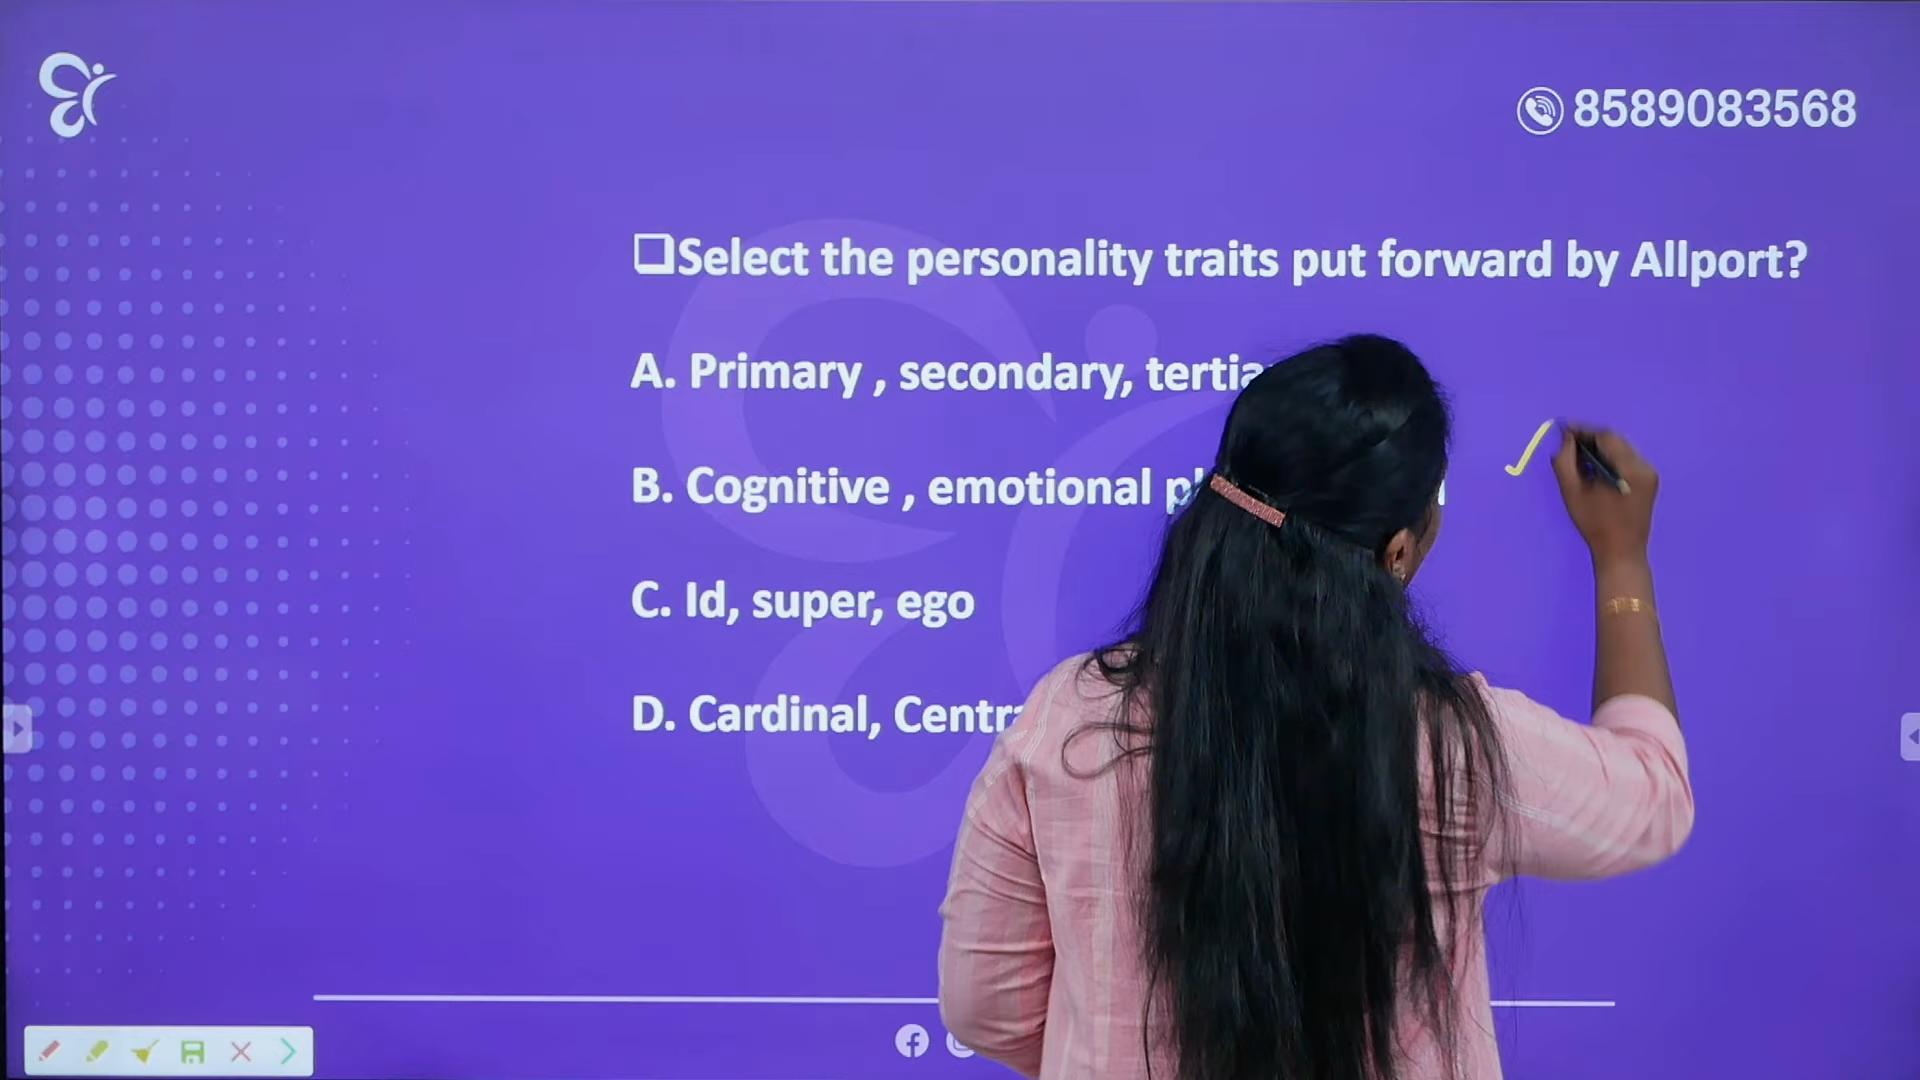 8589083568
Select the personality traits put forward by Allport?
A. Primary , secondary,
B. Cognitive , emotional
C. Id, super, ego
D. Cardinal,